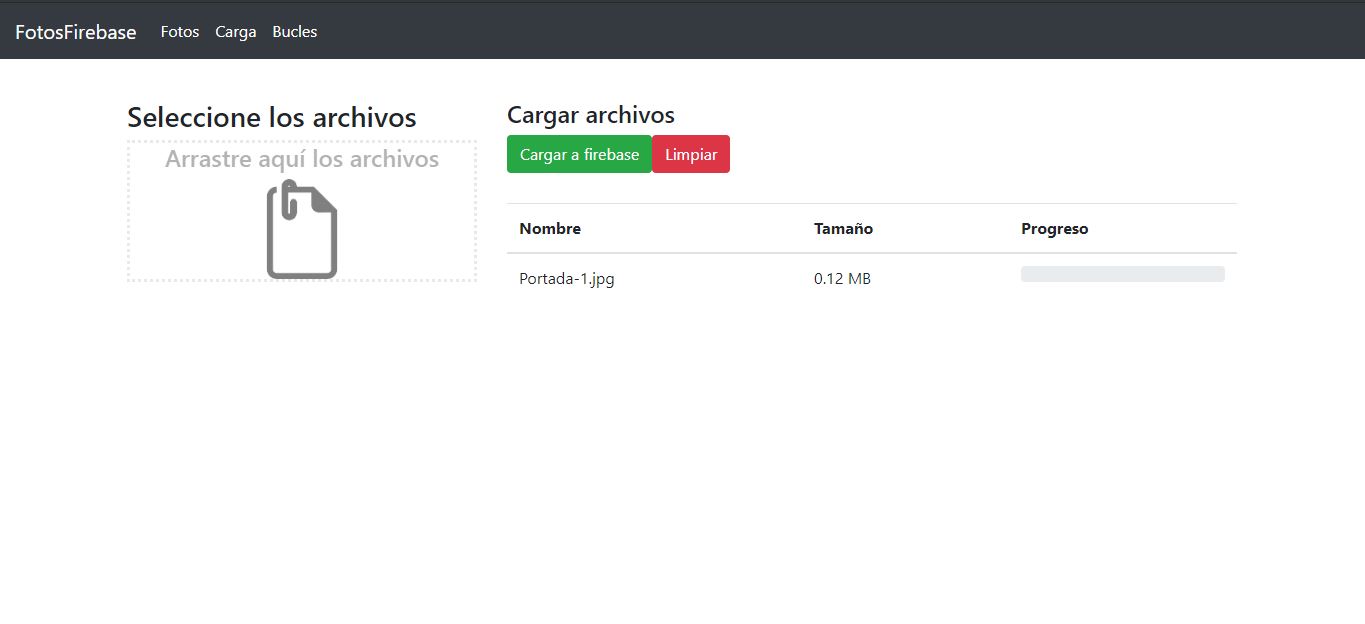 FotosFirebase Fotos Carga Bucles
Seleccione los archivos
Arrastre aquí los archivos
Cargar archivos
Cargar a firebase Limpiar
Nombre Tamaño Progreso
Portada-1.jpg 0.12 MB